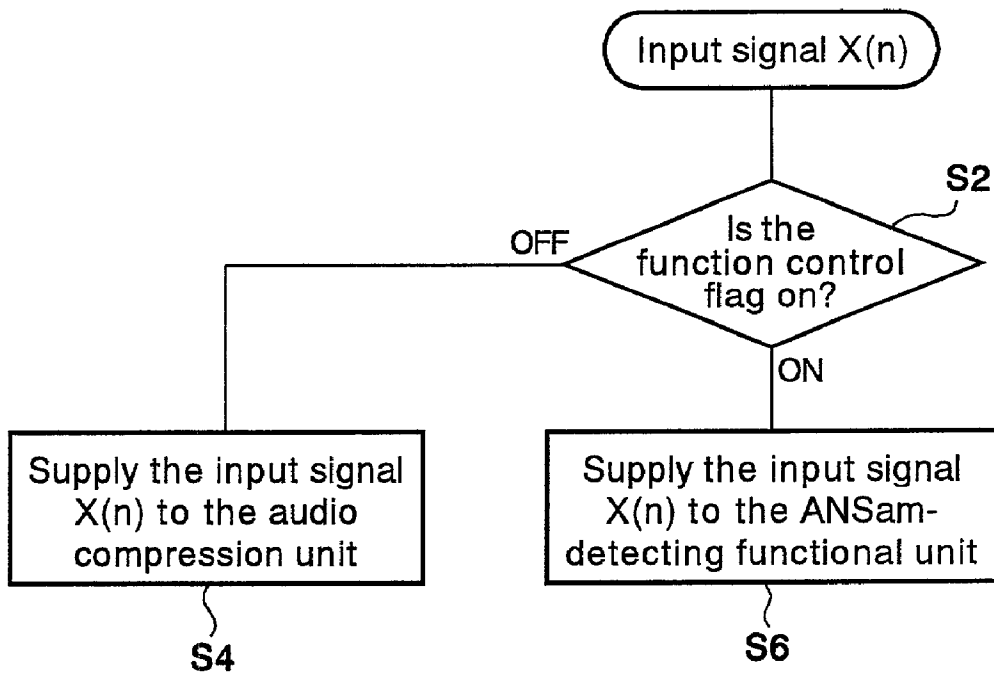 Input signal X(n)
S2
Is the
function control
flag on?
OFF
ON
Supply the input signal
X(n) to the audio
compression unit
Supply the input signal
X(n) to the ANSam-
detecting functional unit
S4
S6